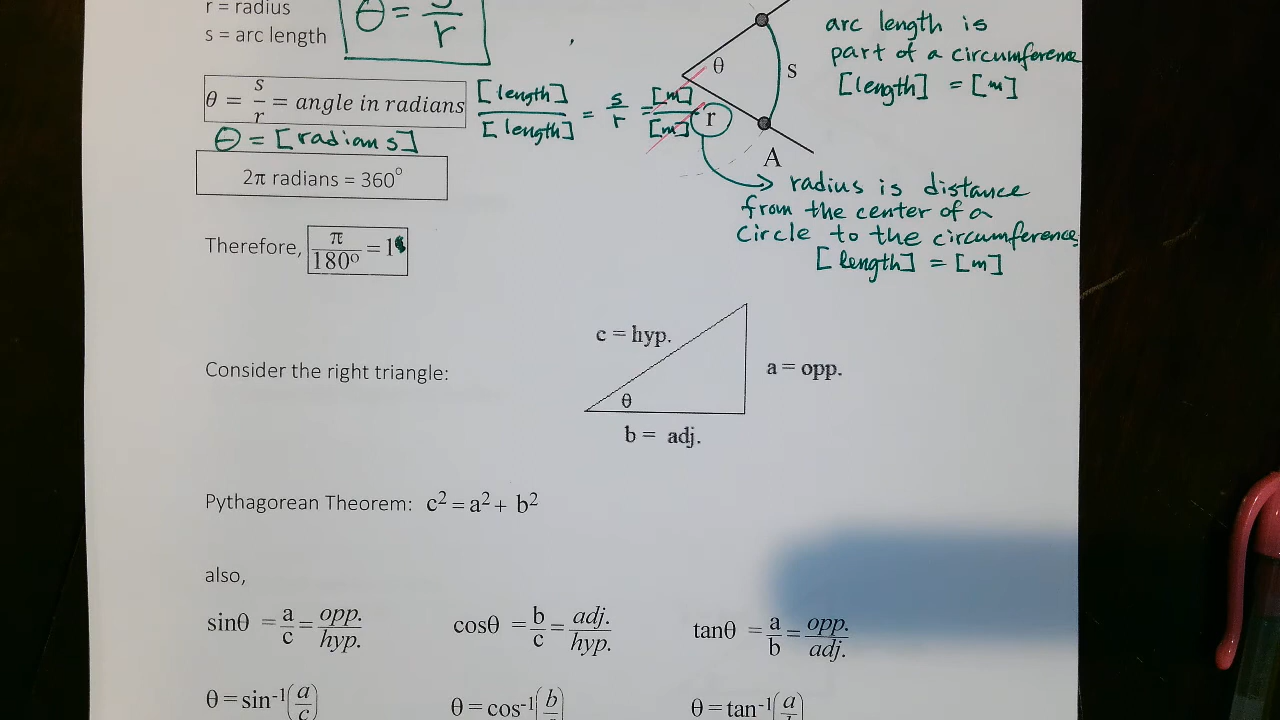 r = radius
s = arc length
θ = s/r
θ = s/r = angle in radians
[length]/[length] = s/r = [m]/[m]
θ = [radians]
2π radians = 360°
Therefore, π/180° = 1
θ
s
r
A
arc length is
part of a circumference
[length] = [m]
radius is distance
from the center of a
circle to the circumference
[length] = [m]
Consider the right triangle:
c = hyp.
a = opp.
θ
b = adj.
Pythagorean Theorem: c² = a² + b²
also,
sinθ = a/c = opp./hyp. cosθ = b/c = adj./hyp. tanθ = a/b = opp./adj.
θ = sin⁻¹(a/c) θ = cos⁻¹(b/ θ = tan⁻¹(a/